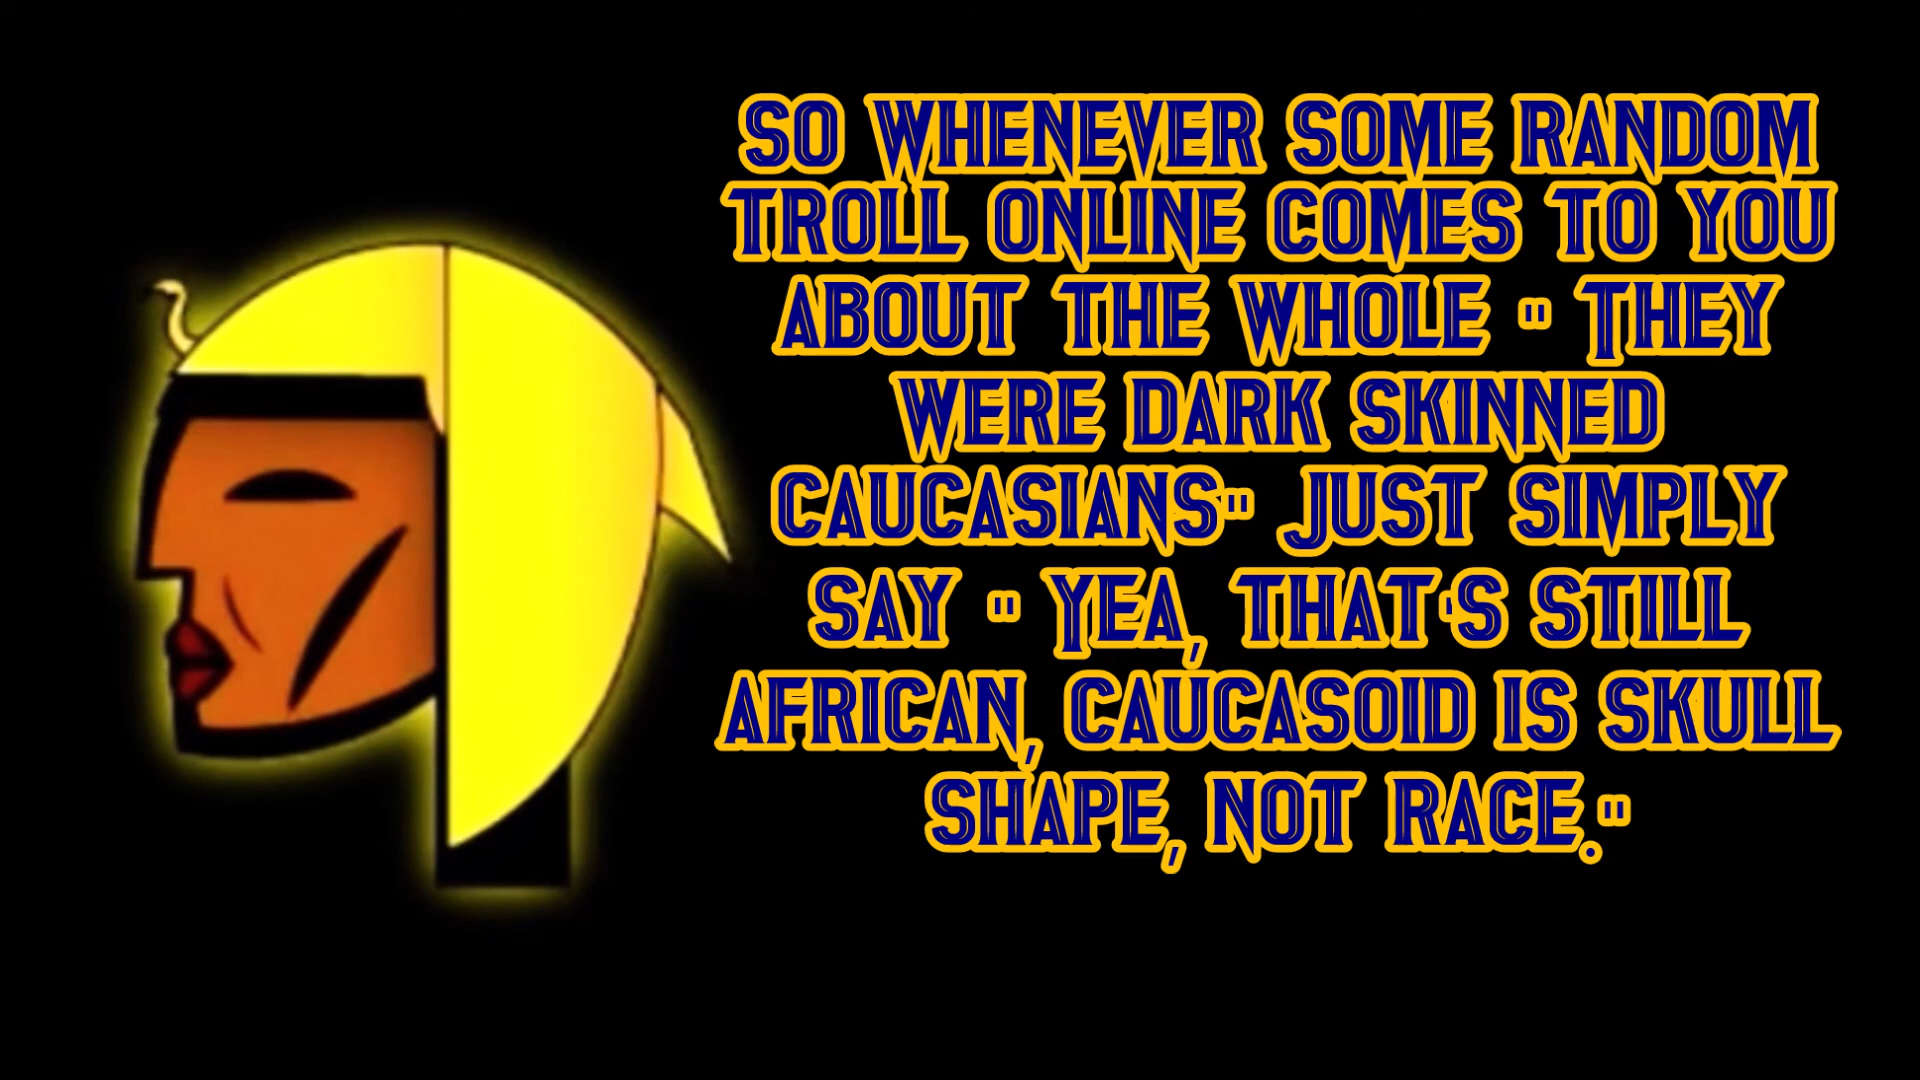 SO WHENEVER SOME RANDOM
TROLL ONLINE COMES TO YOU
ABOUT THE WHOLE " THEY
WERE DARK SKINNED
CAUCASIANS" JUST SIMPLY
SAY " YEA, THAT'S STILL
AFRICAN, CAUCASOID IS SKULL
SHAPE, NOT RACE."